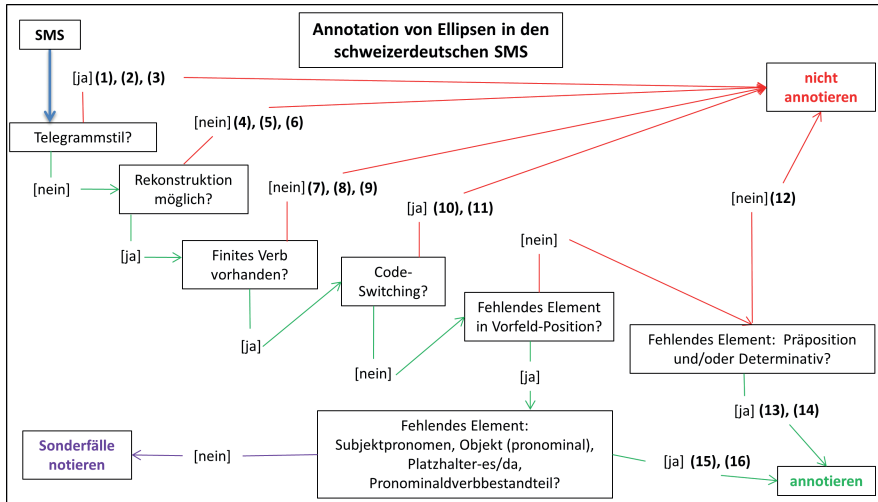 Annotation von Ellipsen in den
schweizerdeutschen SMS
SMS
[ja] (1), (2), (3)
nicht
annotieren
Telegrammstil?
[nein] (4), (5), (6)
[nein]
Rekonstruktion
möglich?
[nein] (7), (8), (9)
[ja] (10), (11)
[nein] (12)
[ja]
Finites Verb
vorhanden?
[nein]
Code-
Switching?
Fehlendes Element
in Vorfeld-Position?
[ja]
Fehlendes Element: Präposition
und/oder Determinativ?
[nein]
[ja]
[ja] (13), (14)
Fehlendes Element:
Subjektpronomen, Objekt (pronominal),
Platzhalter-es/da,
Pronominaldverbbestandteil?
Sonderfälle
notieren
[nein]
[ja] (15), (16)
annotieren